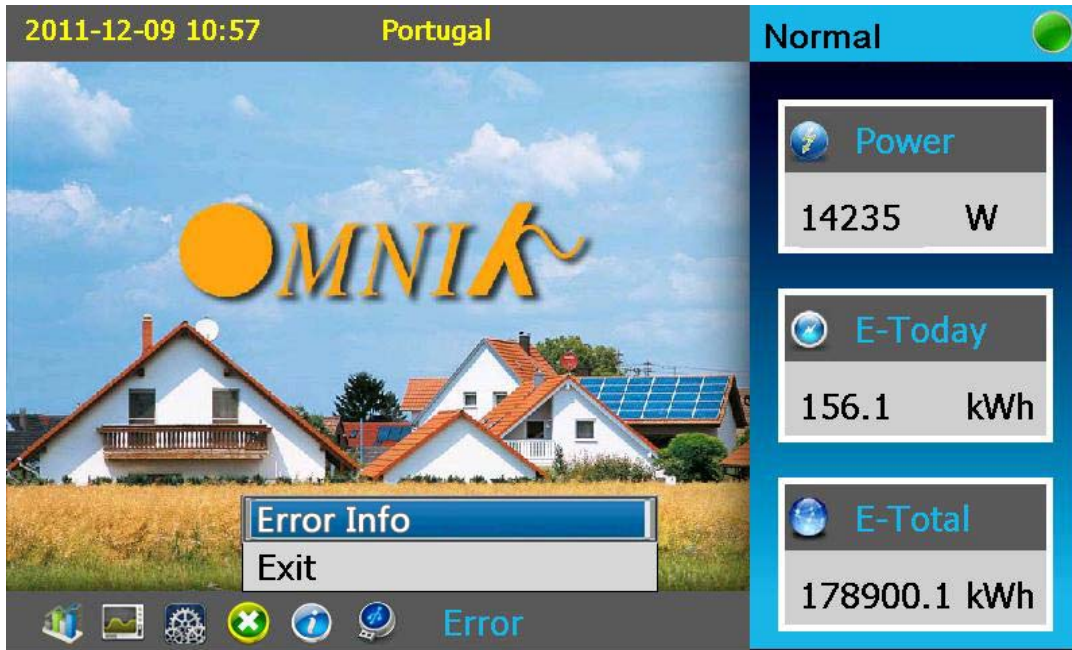 2011-12-09 10:57 Portugal
Normal
Power
14235 W
E-Today
156.1 kWh
E-Total
178900.1 kWh
OMNIK
Error Info
Exit
Error